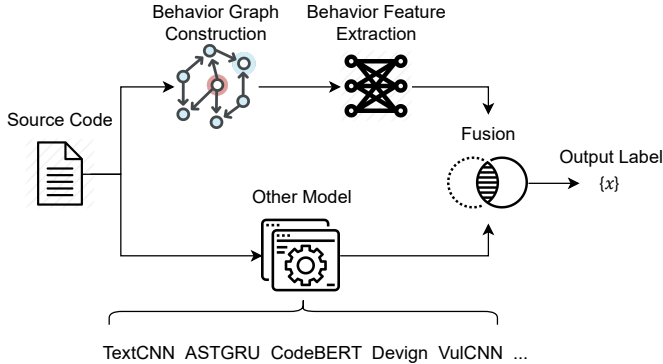 Behavior Graph
Construction
Behavior Feature
Extraction
Source Code
Fusion
Output Label
{x}
Other Model
TextCNN ASTGRU CodeBERT Devign VulCNN ...